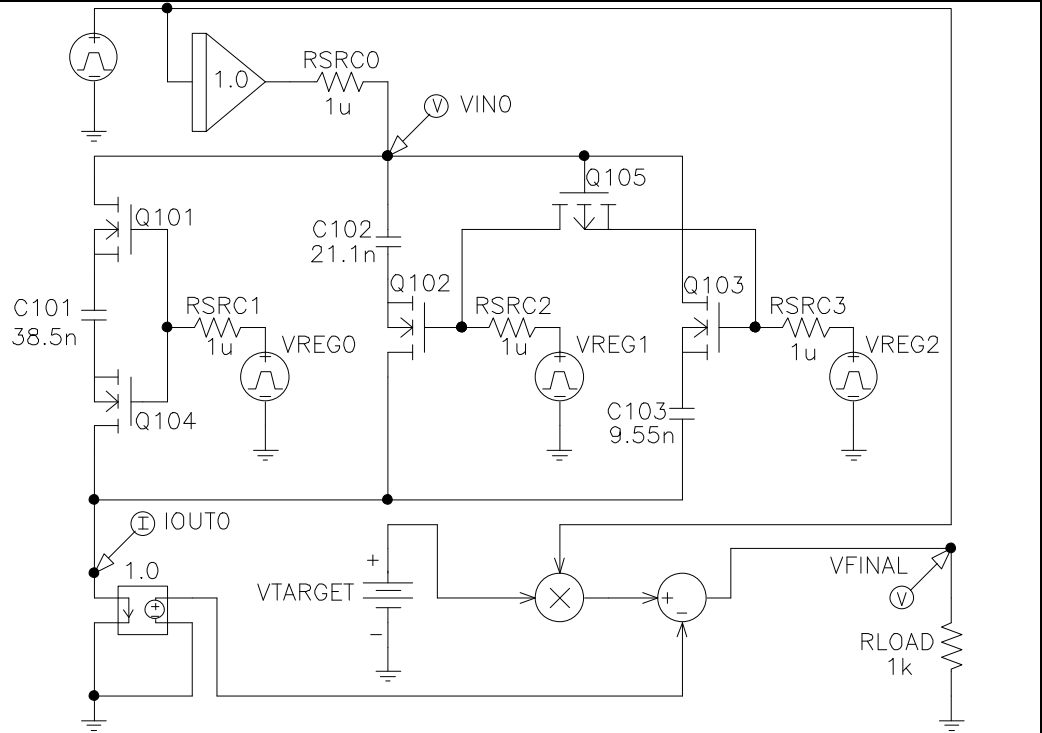 RSRC0
1.0
1u
V VIN0
Q105
Q101
C102
21.1n
Q102
Q103
C101
38.5n
RSRC1
1u
RSRC2
1u
RSRC3
1u
VREG0
VREG1
VREG2
Q104
C103
9.55n
I IOUT0
1.0
+
VTARGET
-
+
-
VFINAL
V
RLOAD
1k